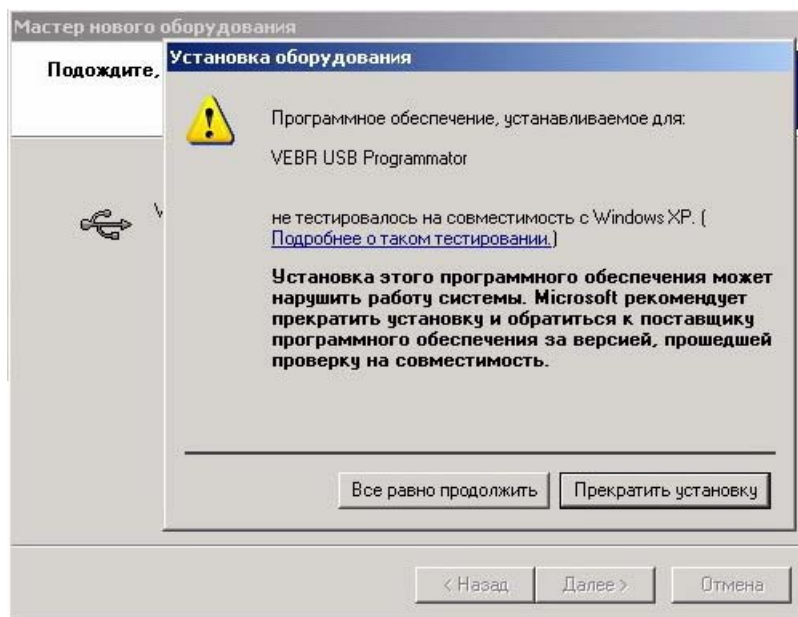 Мастер нового оборудования
Подождите,
Установка оборудования
Программное обеспечение, устанавливаемое для:
VEBR USB Programmator
не тестировалось на совместимость с Windows XP. (
Подробнее о таком тестировании.)
Установка этого программного обеспечения может
нарушить работу системы. Microsoft рекомендует
прекратить установку и обратиться к поставщику
программного обеспечения за версией, прошедшей
проверку на совместимость.
Все равно продолжить
Прекратить установку
< Назад
Далее >
Отмена